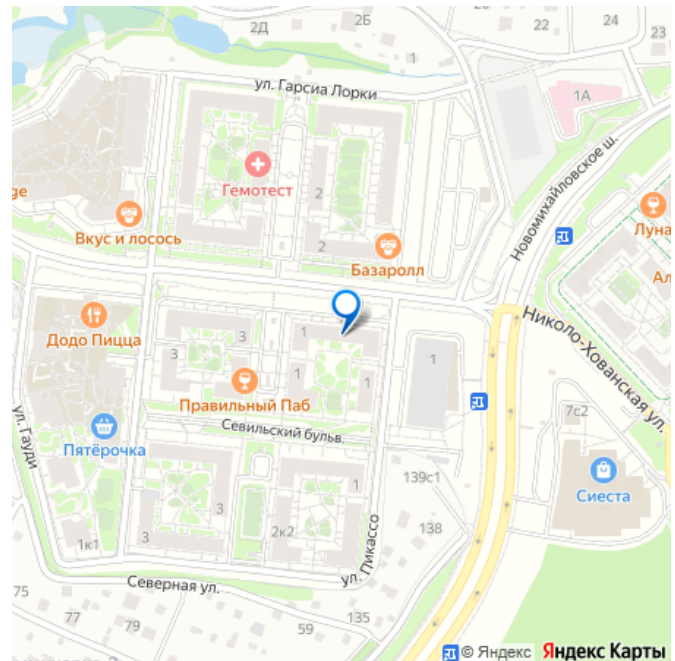 2Д
2Б
22
24
23
1
ул. Гарсиа Лорки
1А
Новомихайловское ш.
Гемотест
2
ge
Вкус и лосось
2
Луна
Базаролл
Ал
Николо-Хованская ул.
Додо Пицца
3
3
1
1
1
1
Правильный Паб
7с2
ул. Гауди
Севильский бульв.
Пятёрочка
Сиеста
139с1
1
138
1к1
3
3
2к2
ул. Пикассо
Северная ул.
75
77
79
59
135
© Яндекс Яндекс Карты